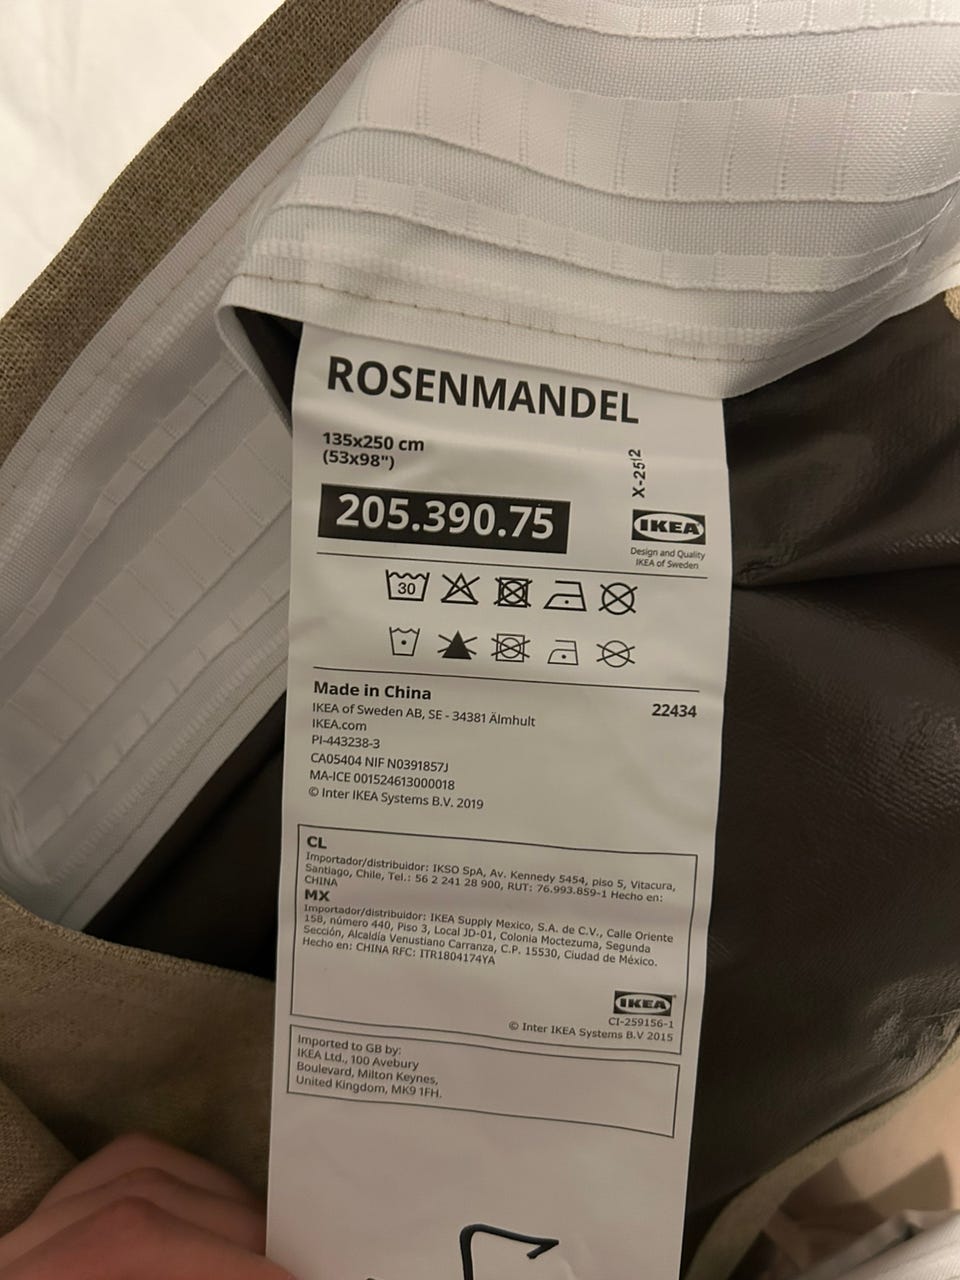 ROSENMANDEL
135x250 cm
(53x98")
X-2512
205.390.75
IKEA
Design and Quality
IKEA of Sweden
30
Made in China
22434
IKEA of Sweden AB, SE - 34381 Älmhult
IKEA.com
PI-443238-3
CA05404 NIF N0391857J
MA-ICE 001524613000018
© Inter IKEA Systems B.V. 2019
CL
Importador/distribuidor: IKSO SpA, Av. Kennedy 5454, piso 5, Vitacura,
Santiago, Chile, Tel.: 56 2 241 28 900, RUT: 76.993.859-1 Hecho en:
CHINA
MX
Importador/distribuidor: IKEA Supply Mexico, S.A. de C.V., Calle Oriente
158, número 440, Piso 3, Local JD-01, Colonia Moctezuma, Segunda
Sección, Alcaldía Venustiano Carranza, C.P. 15530, Ciudad de México.
Hecho en: CHINA RFC: ITR1804174YA
IKEA
CI-259156-1
© Inter IKEA Systems B.V 2015
Imported to GB by:
IKEA Ltd., 100 Avebury
Boulevard, Milton Keynes,
United Kingdom, MK9 1FH.